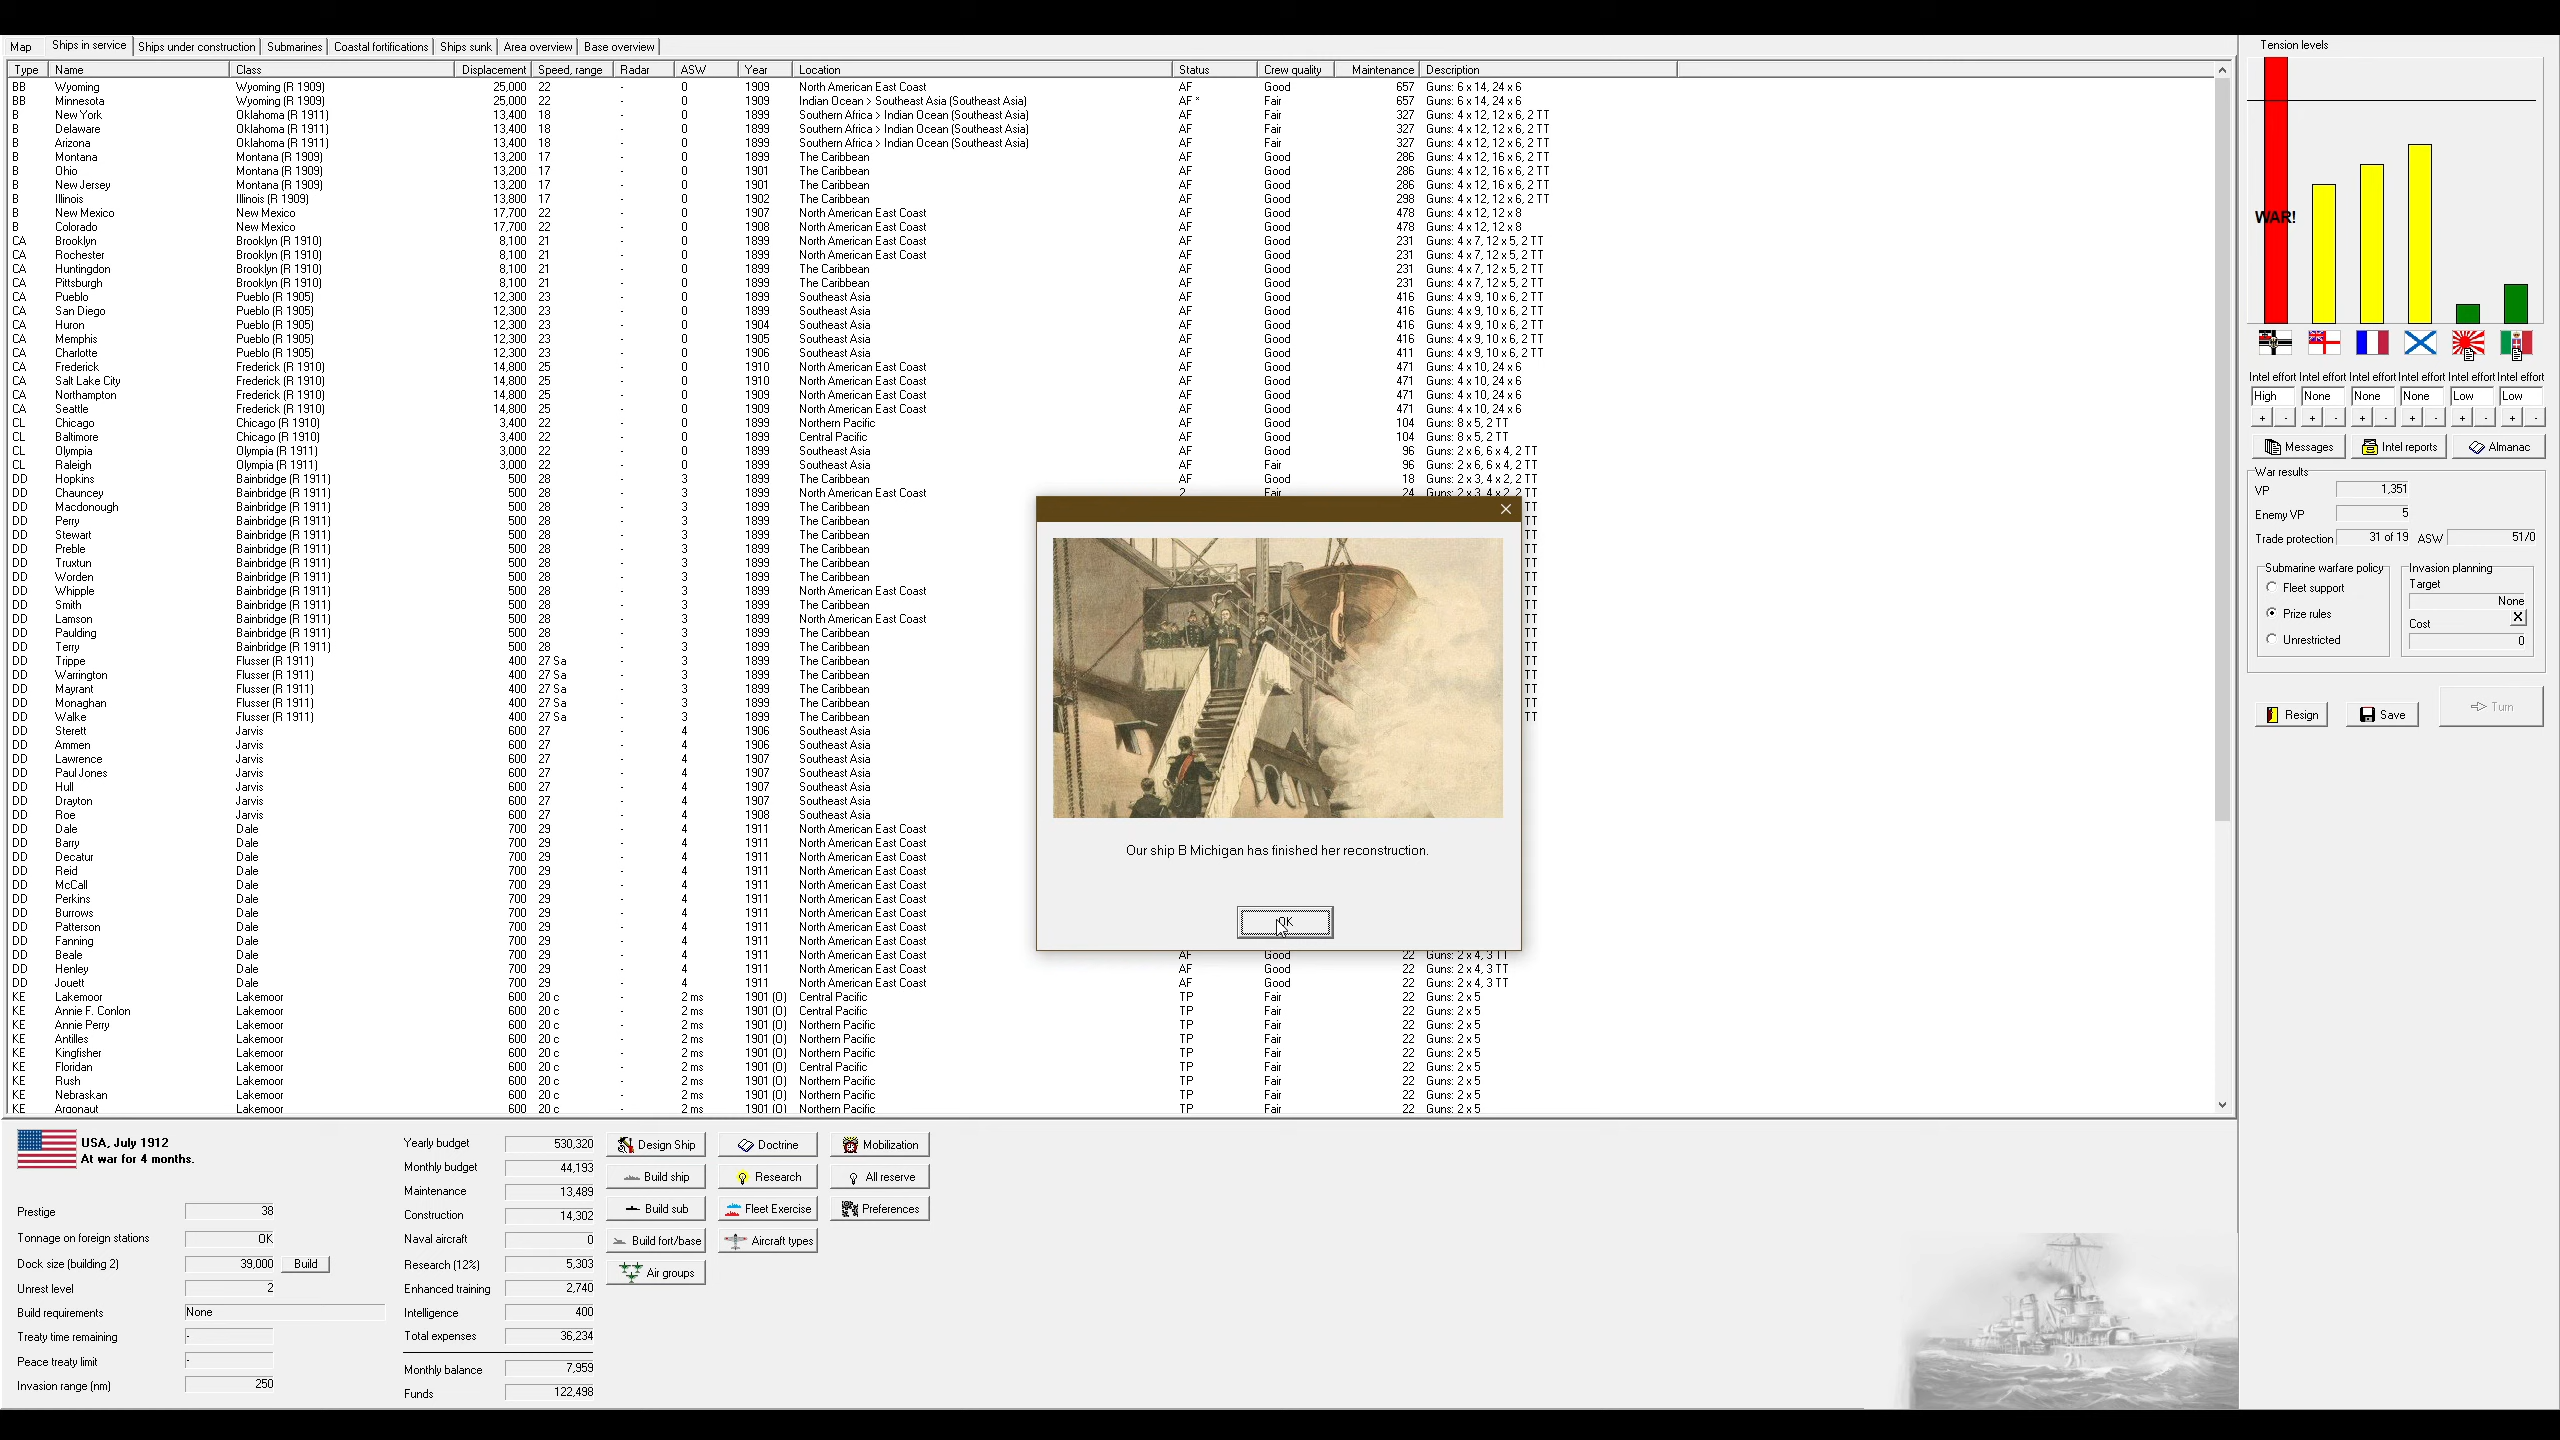 Map Ships in service Ships under construction Submarines Coastal fortifications Ships sunk Area overview Base overview
Type Name Class Displacement Speed, range Radar ASW Year Location Status Crew quality Maintenance Description
BB Wyoming Wyoming (R 1909) 25,000 22 - 0 1909 North American East Coast AF Good 657 Guns: 6 x 14, 24 x 6
BB Minnesota Wyoming (R 1909) 25,000 22 - 0 1909 Indian Ocean > Southeast Asia (Southeast Asia) AF * Fair 657 Guns: 6 x 14, 24 x 6
B New York Oklahoma (R 1911) 13,400 18 - 0 1899 Southern Africa > Indian Ocean (Southeast Asia) AF Fair 327 Guns: 4 x 12, 12 x 6, 2 TT
B Delaware Oklahoma (R 1911) 13,400 18 - 0 1899 Southern Africa > Indian Ocean (Southeast Asia) AF Fair 327 Guns: 4 x 12, 12 x 6, 2 TT
B Arizona Oklahoma (R 1911) 13,400 18 - 0 1899 Southern Africa > Indian Ocean (Southeast Asia) AF Fair 327 Guns: 4 x 12, 12 x 6, 2 TT
B Montana Montana (R 1909) 13,200 17 - 0 1899 The Caribbean AF Good 286 Guns: 4 x 12, 16 x 6, 2 TT
B Ohio Montana (R 1909) 13,200 17 - 0 1901 The Caribbean AF Good 286 Guns: 4 x 12, 16 x 6, 2 TT
B New Jersey Montana (R 1909) 13,200 17 - 0 1901 The Caribbean AF Good 286 Guns: 4 x 12, 16 x 6, 2 TT
B Illinois Illinois (R 1909) 13,800 17 - 0 1902 The Caribbean AF Good 298 Guns: 4 x 12, 12 x 6, 2 TT
B New Mexico New Mexico 17,700 22 - 0 1907 North American East Coast AF Good 478 Guns: 4 x 12, 12 x 8
B Colorado New Mexico 17,700 22 - 0 1908 North American East Coast AF Good 478 Guns: 4 x 12, 12 x 8
CA Brooklyn Brooklyn (R 1910) 8,100 21 - 0 1899 North American East Coast AF Good 231 Guns: 4 x 7, 12 x 5, 2 TT
CA Rochester Brooklyn (R 1910) 8,100 21 - 0 1899 North American East Coast AF Good 231 Guns: 4 x 7, 12 x 5, 2 TT
CA Huntingdon Brooklyn (R 1910) 8,100 21 - 0 1899 The Caribbean AF Good 231 Guns: 4 x 7, 12 x 5, 2 TT
CA Pittsburgh Brooklyn (R 1910) 8,100 21 - 0 1899 The Caribbean AF Good 231 Guns: 4 x 7, 12 x 5, 2 TT
CA Pueblo Pueblo (R 1905) 12,300 23 - 0 1899 Southeast Asia AF Good 416 Guns: 4 x 9, 10 x 6, 2 TT
CA San Diego Pueblo (R 1905) 12,300 23 - 0 1899 Southeast Asia AF Good 416 Guns: 4 x 9, 10 x 6, 2 TT
CA Huron Pueblo (R 1905) 12,300 23 - 0 1904 Southeast Asia AF Good 416 Guns: 4 x 9, 10 x 6, 2 TT
CA Memphis Pueblo (R 1905) 12,300 23 - 0 1905 Southeast Asia AF Good 416 Guns: 4 x 9, 10 x 6, 2 TT
CA Charlotte Pueblo (R 1905) 12,300 23 - 0 1906 Southeast Asia AF Good 411 Guns: 4 x 9, 10 x 6, 2 TT
CA Frederick Frederick (R 1910) 14,800 25 - 0 1910 North American East Coast AF Good 471 Guns: 4 x 10, 24 x 6
CA Salt Lake City Frederick (R 1910) 14,800 25 - 0 1910 North American East Coast AF Good 471 Guns: 4 x 10, 24 x 6
CA Northampton Frederick (R 1910) 14,800 25 - 0 1909 North American East Coast AF Good 471 Guns: 4 x 10, 24 x 6
CA Seattle Frederick (R 1910) 14,800 25 - 0 1909 North American East Coast AF Good 471 Guns: 4 x 10, 24 x 6
CL Chicago Chicago (R 1910) 3,400 22 - 0 1899 Northern Pacific AF Good 104 Guns: 8 x 5, 2 TT
CL Baltimore Chicago (R 1910) 3,400 22 - 0 1899 Central Pacific AF Good 104 Guns: 8 x 5, 2 TT
CL Olympia Olympia (R 1911) 3,000 22 - 0 1899 Southeast Asia AF Good 96 Guns: 2 x 6, 6 x 4, 2 TT
CL Raleigh Olympia (R 1911) 3,000 22 - 0 1899 Southeast Asia AF Fair 96 Guns: 2 x 6, 6 x 4, 2 TT
DD Hopkins Bainbridge (R 1911) 500 28 - 3 1899 The Caribbean AF Good 18 Guns: 2 x 3, 4 x 2, 2 TT
DD Chauncey Bainbridge (R 1911) 500 28 - 3 1899 North American East Coast 2 Fair 24 Guns: 2 x 3, 4 x 2, 2 TT
DD Macdonough Bainbridge (R 1911) 500 28 - 3 1899 The Caribbean TT
DD Perry Bainbridge (R 1911) 500 28 - 3 1899 The Caribbean TT
DD Stewart Bainbridge (R 1911) 500 28 - 3 1899 The Caribbean TT
DD Preble Bainbridge (R 1911) 500 28 - 3 1899 The Caribbean TT
DD Truxtun Bainbridge (R 1911) 500 28 - 3 1899 The Caribbean TT
DD Worden Bainbridge (R 1911) 500 28 - 3 1899 The Caribbean TT
DD Whipple Bainbridge (R 1911) 500 28 - 3 1899 North American East Coast TT
DD Smith Bainbridge (R 1911) 500 28 - 3 1899 The Caribbean TT
DD Lamson Bainbridge (R 1911) 500 28 - 3 1899 North American East Coast TT
DD Paulding Bainbridge (R 1911) 500 28 - 3 1899 The Caribbean TT
DD Terry Bainbridge (R 1911) 500 28 - 3 1899 The Caribbean TT
DD Trippe Flusser (R 1911) 400 27 Sa - 3 1899 The Caribbean TT
DD Warrington Flusser (R 1911) 400 27 Sa - 3 1899 The Caribbean TT
DD Mayrant Flusser (R 1911) 400 27 Sa - 3 1899 The Caribbean TT
DD Monaghan Flusser (R 1911) 400 27 Sa - 3 1899 The Caribbean TT
DD Walke Flusser (R 1911) 400 27 Sa - 3 1899 The Caribbean TT
DD Sterett Jarvis 600 27 - 4 1906 Southeast Asia
DD Ammen Jarvis 600 27 - 4 1906 Southeast Asia
DD Lawrence Jarvis 600 27 - 4 1907 Southeast Asia
DD Paul Jones Jarvis 600 27 - 4 1907 Southeast Asia
DD Hull Jarvis 600 27 - 4 1907 Southeast Asia
DD Drayton Jarvis 600 27 - 4 1907 Southeast Asia
DD Roe Jarvis 600 27 - 4 1908 Southeast Asia
DD Dale Dale 700 29 - 4 1911 North American East Coast
DD Barry Dale 700 29 - 4 1911 North American East Coast
DD Decatur Dale 700 29 - 4 1911 North American East Coast
DD Reid Dale 700 29 - 4 1911 North American East Coast
DD McCall Dale 700 29 - 4 1911 North American East Coast
DD Perkins Dale 700 29 - 4 1911 North American East Coast
DD Burrows Dale 700 29 - 4 1911 North American East Coast
DD Patterson Dale 700 29 - 4 1911 North American East Coast
DD Fanning Dale 700 29 - 4 1911 North American East Coast
DD Beale Dale 700 29 - 4 1911 North American East Coast AF Good 22 Guns: 2 x 4, 3 TT
DD Henley Dale 700 29 - 4 1911 North American East Coast AF Good 22 Guns: 2 x 4, 3 TT
DD Jouett Dale 700 29 - 4 1911 North American East Coast AF Good 22 Guns: 2 x 4, 3 TT
KE Lakemoor Lakemoor 600 20 c - 2 ms 1901 (O) Central Pacific TP Fair 22 Guns: 2 x 5
KE Annie F. Conlon Lakemoor 600 20 c - 2 ms 1901 (O) Central Pacific TP Fair 22 Guns: 2 x 5
KE Annie Perry Lakemoor 600 20 c - 2 ms 1901 (O) Northern Pacific TP Fair 22 Guns: 2 x 5
KE Antilles Lakemoor 600 20 c - 2 ms 1901 (O) Northern Pacific TP Fair 22 Guns: 2 x 5
KE Kingfisher Lakemoor 600 20 c - 2 ms 1901 (O) Northern Pacific TP Fair 22 Guns: 2 x 5
KE Floridan Lakemoor 600 20 c - 2 ms 1901 (O) Central Pacific TP Fair 22 Guns: 2 x 5
KE Rush Lakemoor 600 20 c - 2 ms 1901 (O) Northern Pacific TP Fair 22 Guns: 2 x 5
KE Nebraskan Lakemoor 600 20 c - 2 ms 1901 (O) Northern Pacific TP Fair 22 Guns: 2 x 5
KE Argonaut Lakemoor 600 20 c - 2 ms 1901 (O) Northern Pacific TP Fair 22 Guns: 2 x 5
Our ship B Michigan has finished her reconstruction.
OK
Tension levels
WAR!
Intel effort Intel effort Intel effort Intel effort Intel effort Intel effort
High None None None Low Low
+ - + - + - + - + - + -
Messages Intel reports Almanac
War results
VP 1,351
Enemy VP 5
Trade protection 31 of 19 ASW 51/0
Submarine warfare policy Invasion planning
Fleet support Target
None
Prize rules Cost X
Unrestricted 0
Resign Save Turn
USA, July 1912
At war for 4 months.
Prestige 38
Tonnage on foreign stations OK
Dock size (building 2) 39,000 Build
Unrest level 2
Build requirements None
Treaty time remaining -
Peace treaty limit -
Invasion range (nm) 250
Yearly budget 530,320
Monthly budget 44,193
Maintenance 13,489
Construction 14,302
Naval aircraft 0
Research (12%) 5,303
Enhanced training 2,740
Intelligence 400
Total expenses 36,234
Monthly balance 7,959
Funds 122,498
Design Ship Doctrine Mobilization
Build ship Research All reserve
Build sub Fleet Exercise Preferences
Build fort/base Aircraft types
Air groups